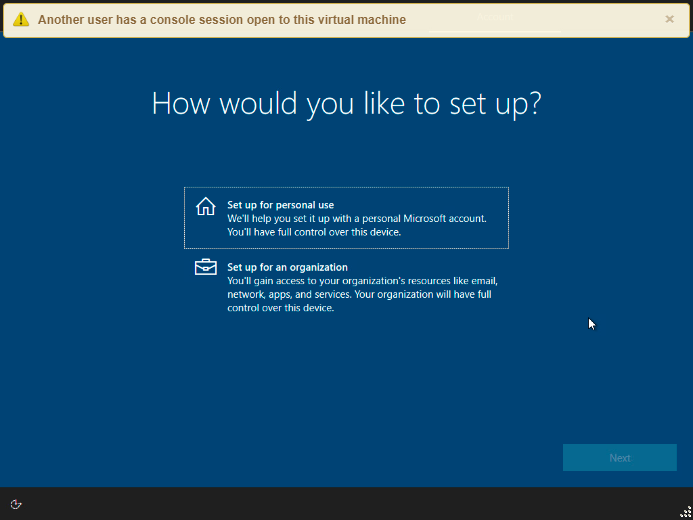 Another user has a console session open to this virtual machine
How would you like to set up?
Set up for personal use
We'll help you set it up with a personal Microsoft account.
You'll have full control over this device.
Set up for an organization
You'll gain access to your organization's resources like email,
network, apps, and services. Your organization will have full
control over this device.
Next